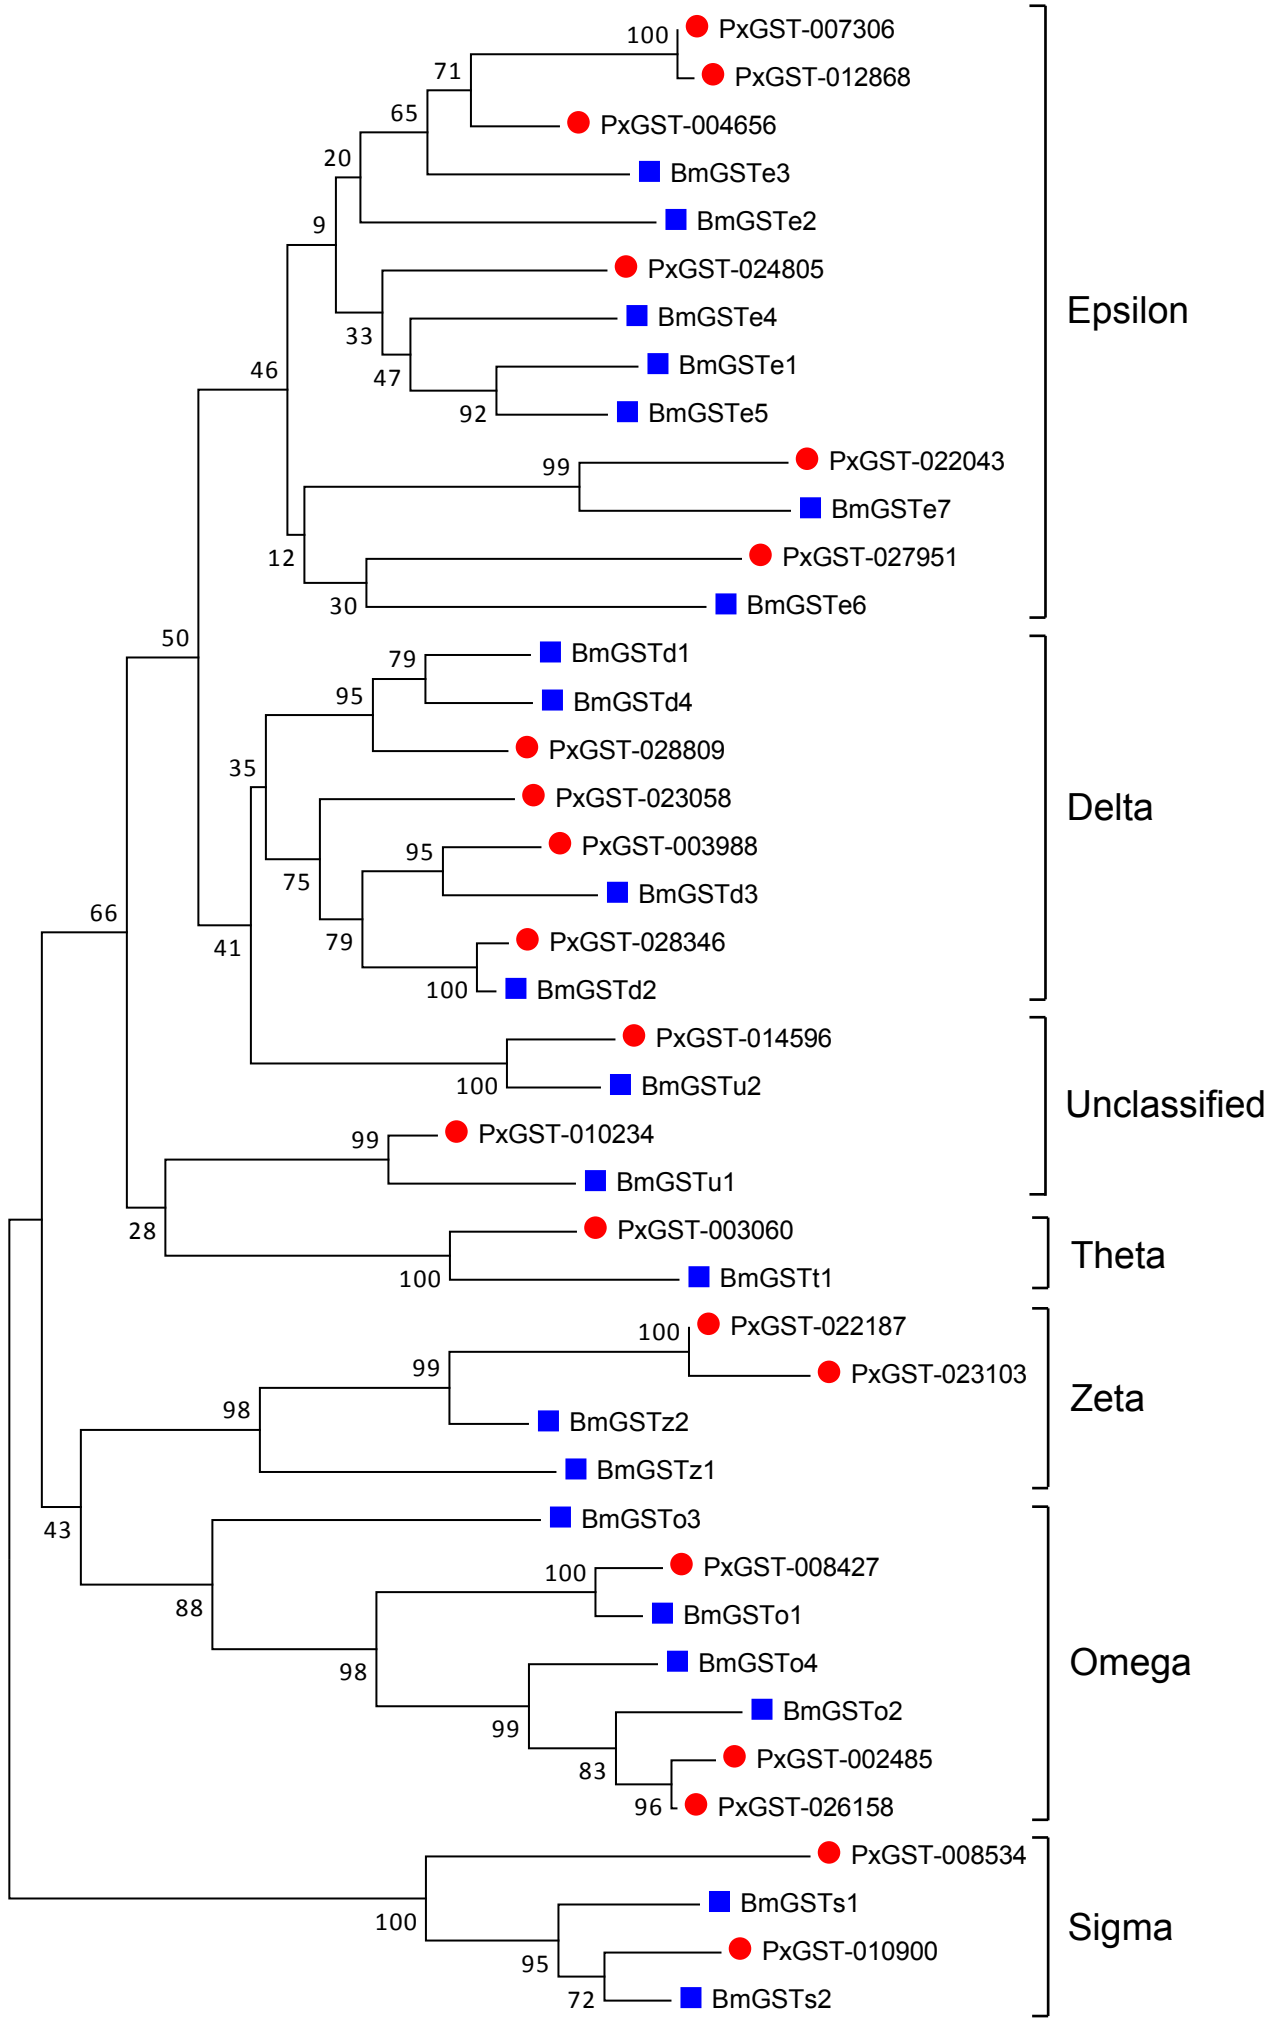 100
PxGST-007306
71
PxGST-012868
65
PxGST-004656
20
BmGSTe3
9
BmGSTe2
PxGST-024805
Epsilon
33
BmGSTe4
46
47
BmGSTe1
92
BmGSTe5
99
PxGST-022043
BmGSTe7
12
PxGST-027951
30
BmGSTe6
50
79
BmGSTd1
95
BmGSTd4
PxGST-028809
35
PxGST-023058
Delta
95
PxGST-003988
75
BmGSTd3
66
41
79
PxGST-028346
100
BmGSTd2
PxGST-014596
100
BmGSTu2
Unclassified
99
PxGST-010234
BmGSTu1
28
PxGST-003060
Theta
100
BmGSTt1
100
PxGST-022187
99
PxGST-023103
Zeta
98
BmGSTz2
BmGSTz1
43
BmGSTo3
100
PxGST-008427
88
BmGSTo1
98
BmGSTo4
Omega
99
BmGSTo2
83
PxGST-002485
96
PxGST-026158
PxGST-008534
100
BmGSTs1
Sigma
95
PxGST-010900
72
BmGSTs2